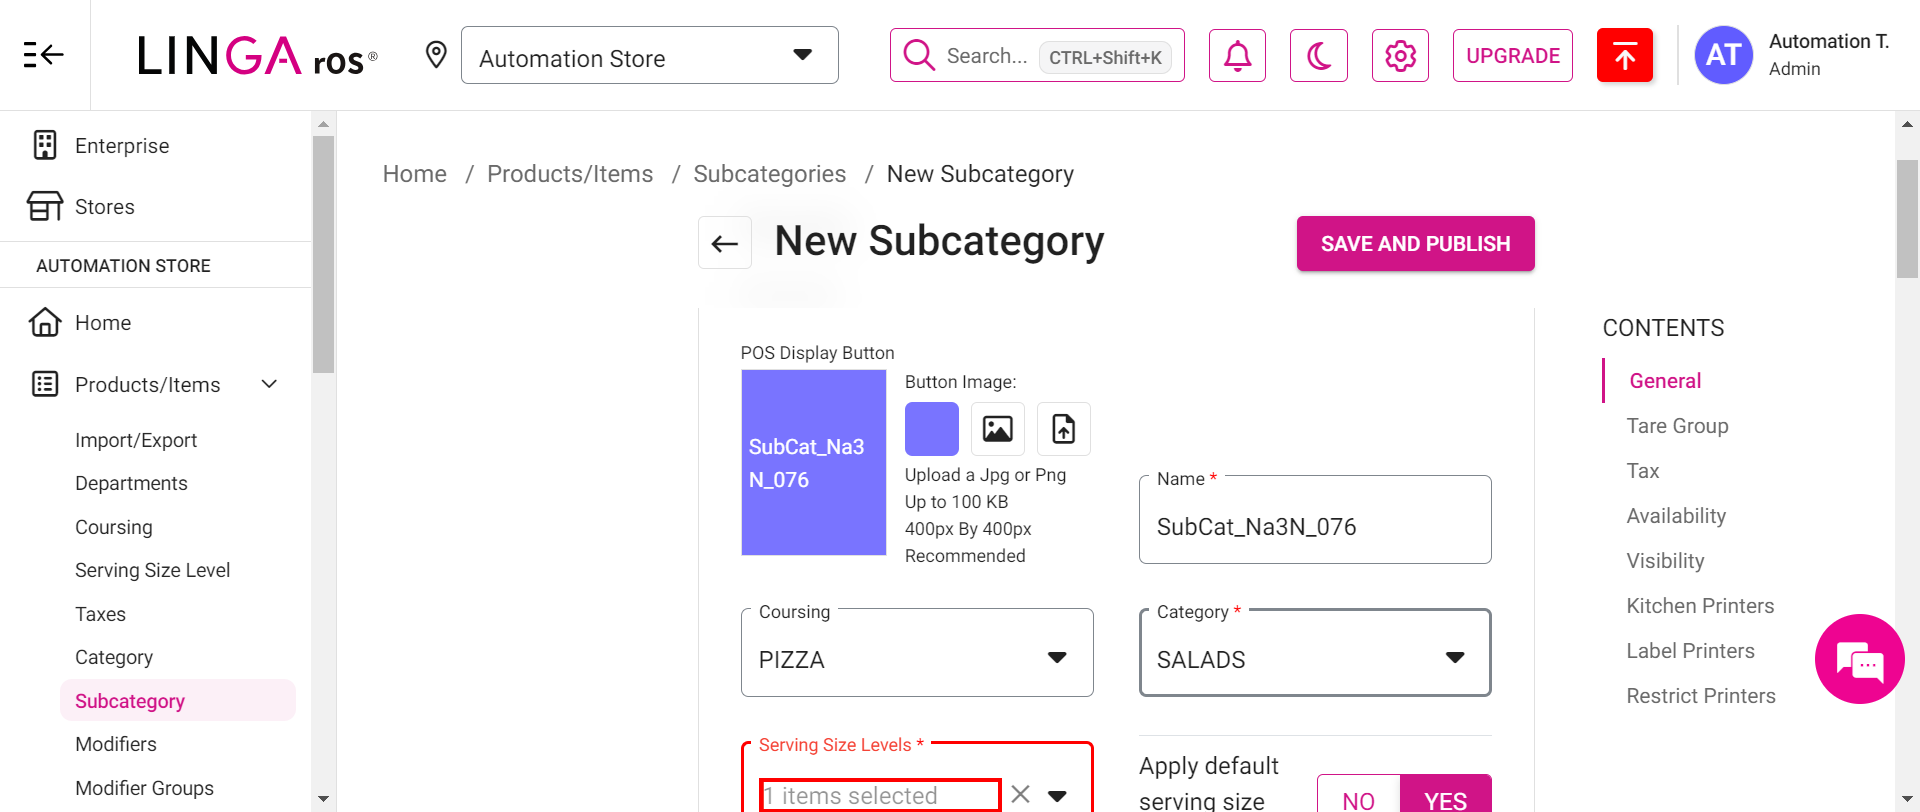 LINGA ros®
Automation Store
Search... CTRL+Shift+K
UPGRADE
AT
Automation T.
Admin
Enterprise
Stores
AUTOMATION STORE
Home
Products/Items
Import/Export
Departments
Coursing
Serving Size Level
Taxes
Category
Subcategory
Modifiers
Modifier Groups
Home / Products/Items / Subcategories / New Subcategory
New Subcategory
SAVE AND PUBLISH
POS Display Button
SubCat_Na3
N_076
Button Image:
Upload a Jpg or Png
Up to 100 KB
400px By 400px
Recommended
Name *
SubCat_Na3N_076
Coursing
PIZZA
Category *
SALADS
Serving Size Levels *
1 items selected
Apply default
serving size
NO YES
CONTENTS
General
Tare Group
Tax
Availability
Visibility
Kitchen Printers
Label Printers
Restrict Printers